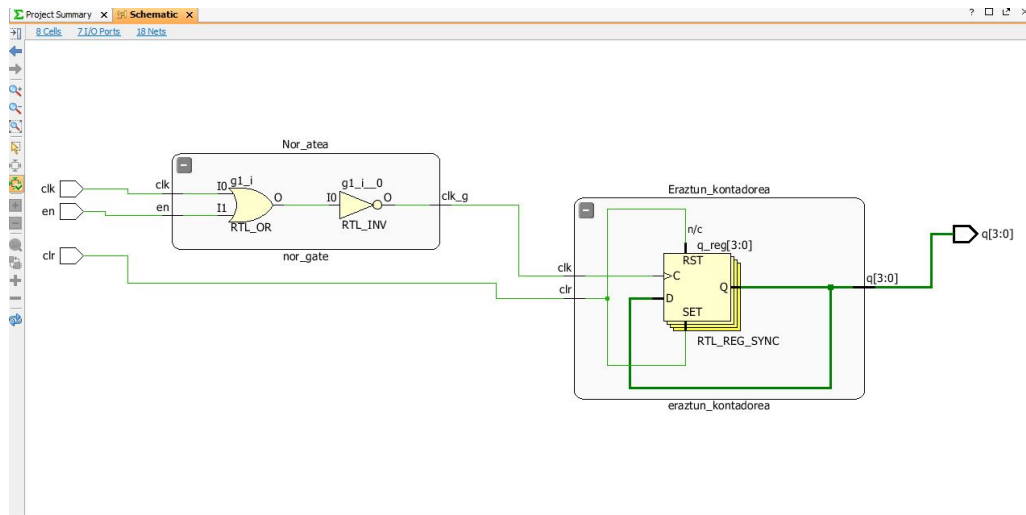 Project Summary
Schematic
8 Cells 7 I/O Ports 18 Nets
Nor_atea
clk
en
clr
clk
en
I0
I1
g1_i
O
RTL_OR
g1_i__0
I0
O
RTL_INV
clk_g
nor_gate
Eraztun_kontadorea
clk
clr
n/c
q_reg[3:0]
RST
C
D
Q
SET
RTL_REG_SYNC
q[3:0]
q[3:0]
eraztun_kontadorea